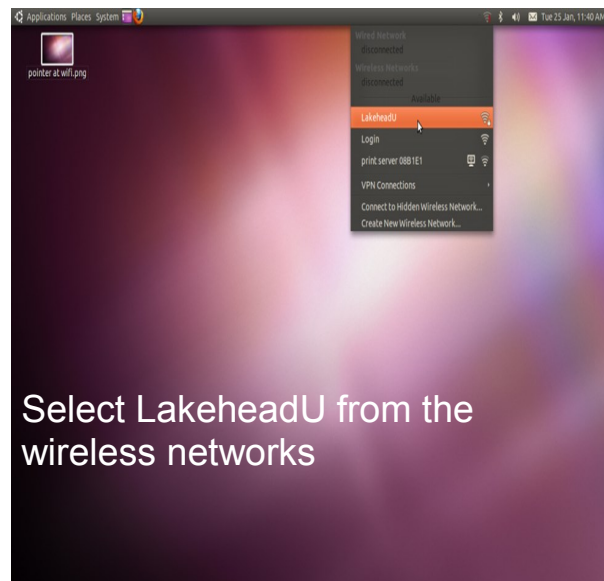 Applications Places System Tue 25 Jan, 11:40 AM
pointer at wifi.png
Wired Network
disconnected
Wireless Networks
disconnected
Available
LakeheadU
Login
print server 08B1E1
VPN Connections
Connect to Hidden Wireless Network...
Create New Wireless Network...
Select LakeheadU from the
wireless networks